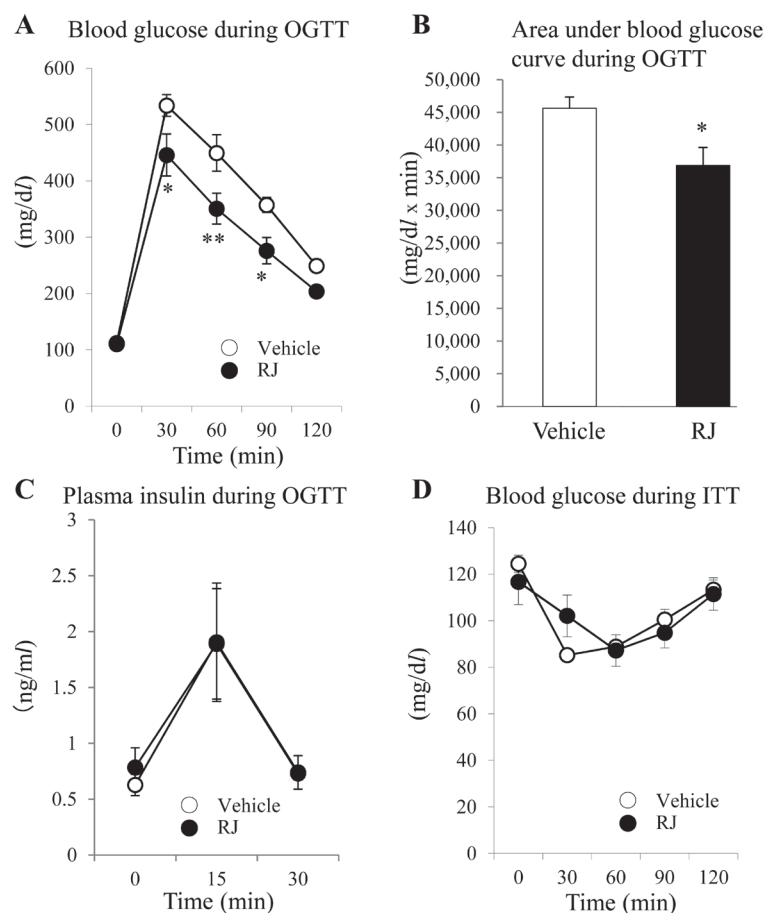 A Blood glucose during OGTT
600
500
400
300
200
100
0
(mg/dl)
*
**
*
Vehicle
RJ
0 30 60 90 120
Time (min)
B Area under blood glucose
curve during OGTT
50,000
45,000
40,000
35,000
30,000
25,000
20,000
15,000
10,000
5,000
0
(mg/dl x min)
*
Vehicle RJ
C Plasma insulin during OGTT
3
2.5
2
1.5
1
0.5
0
(ng/ml)
Vehicle
RJ
0 15 30
Time (min)
D Blood glucose during ITT
140
120
100
80
60
40
20
0
(mg/dl)
Vehicle
RJ
0 30 60 90 120
Time (min)